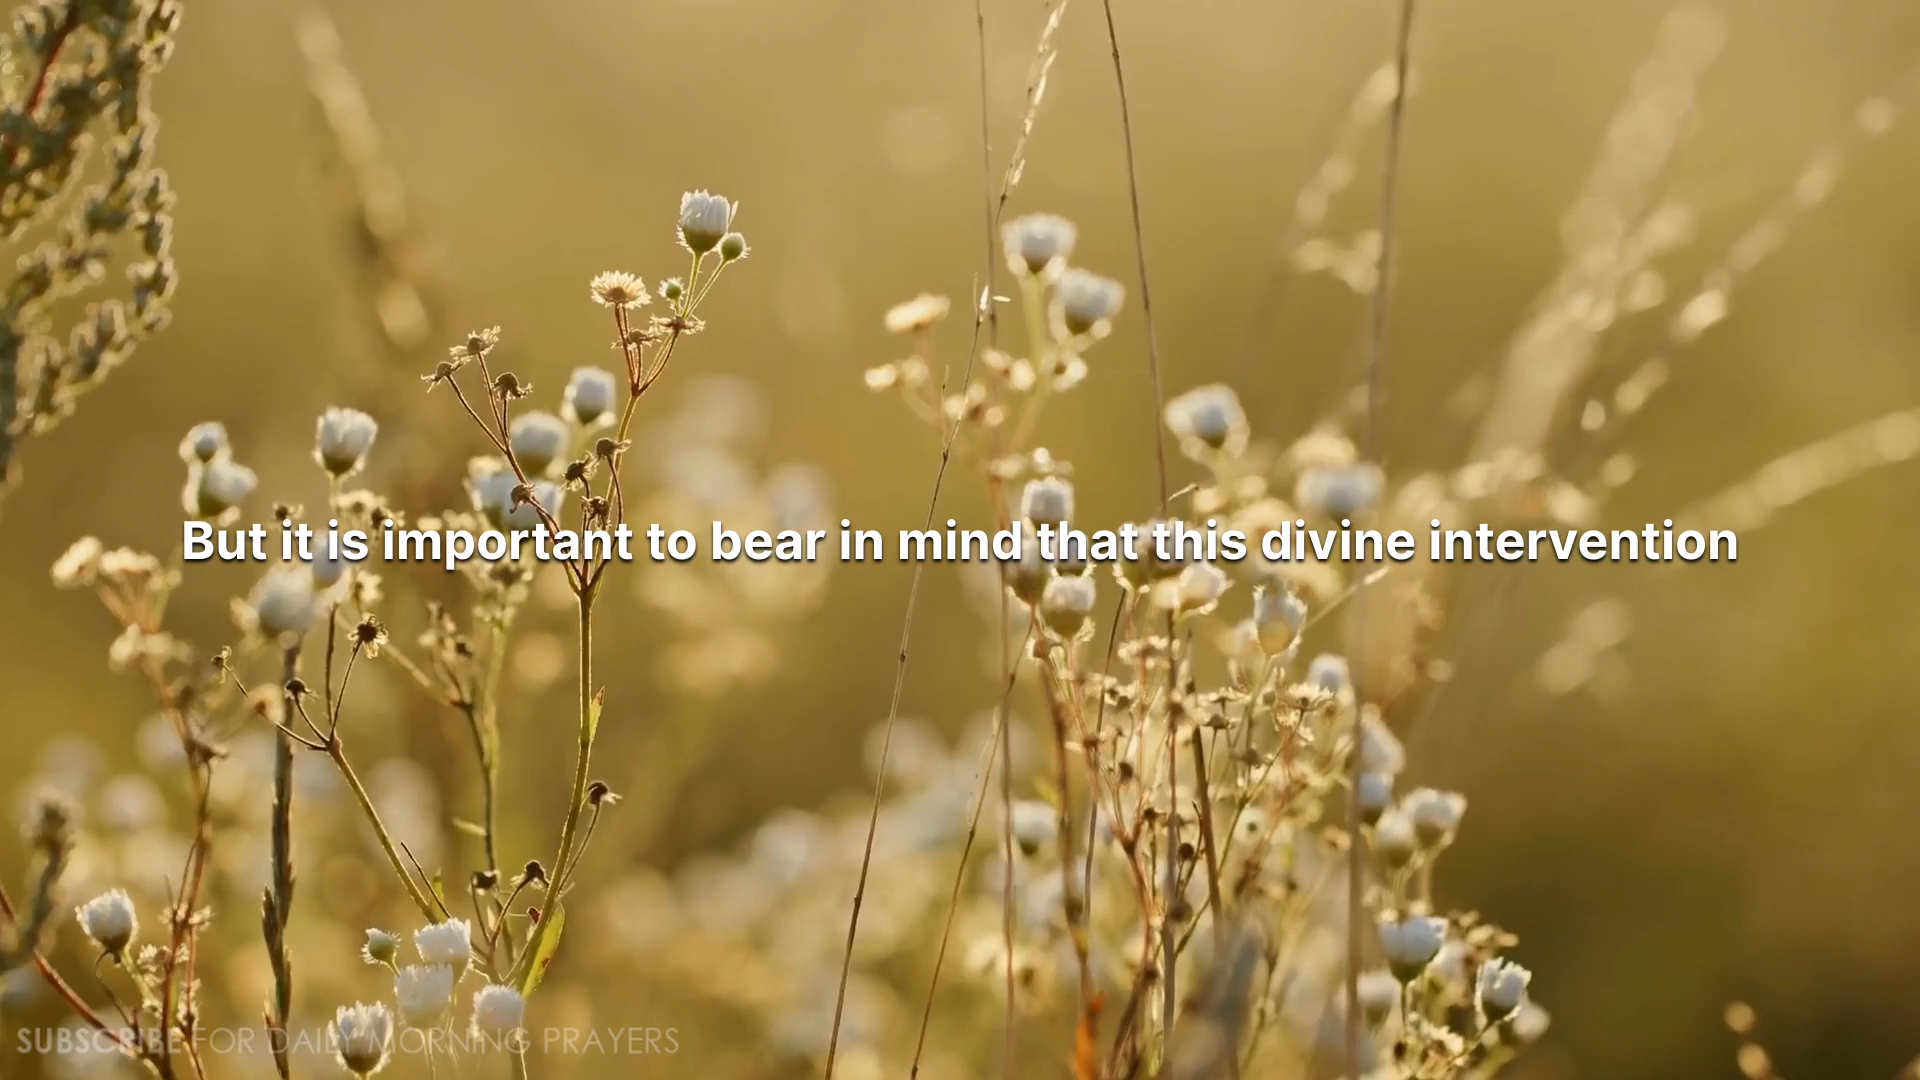 But it is important to bear in mind that this divine intervention
SUBSCRIBE FOR DAILY MORNING PRAYERS